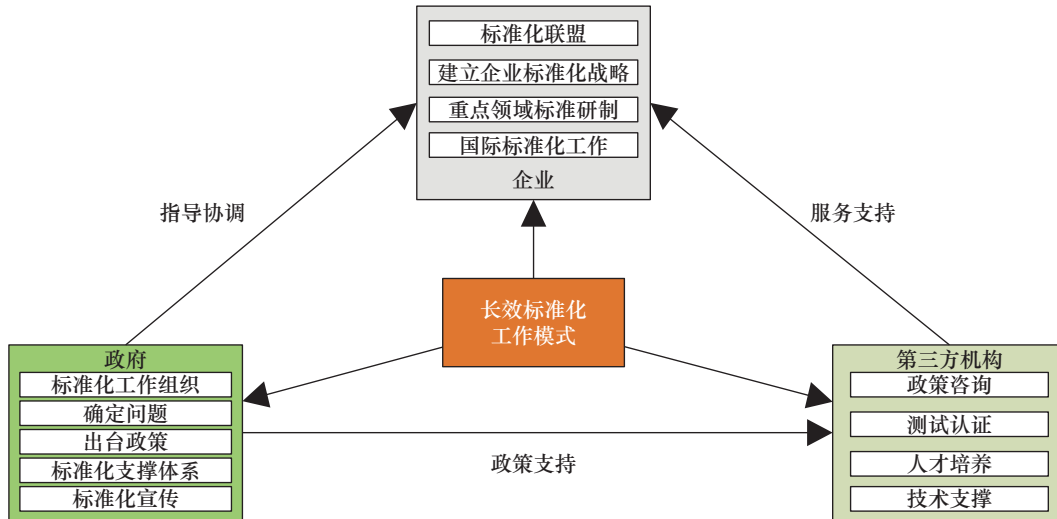 标准化联盟
建立企业标准化战略
重点领域标准研制
国际标准化工作
企业
指导协调
服务支持
长效标准化
工作模式
政府
标准化工作组织
确定问题
出台政策
标准化支撑体系
标准化宣传
政策支持
第三方机构
政策咨询
测试认证
人才培养
技术支撑